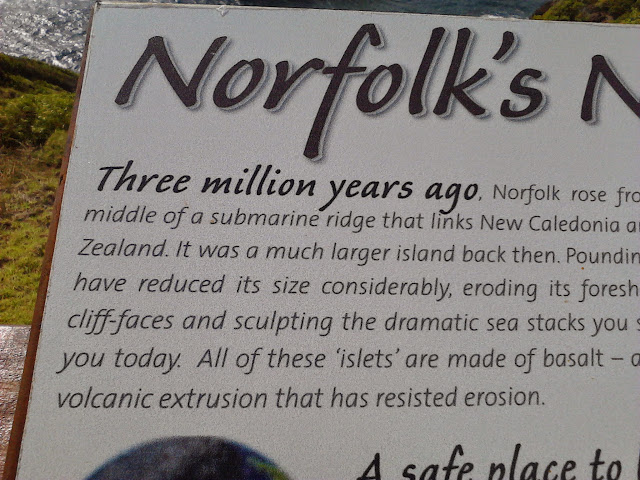 Norfolk's N
Three million years ago, Norfolk rose fro
middle of a submarine ridge that links New Caledonia a
Zealand. It was a much larger island back then. Poundin
have reduced its size considerably, eroding its foresh
cliff-faces and sculpting the dramatic sea stacks you s
you today. All of these 'islets' are made of basalt – a
volcanic extrusion that has resisted erosion.
A safe place to